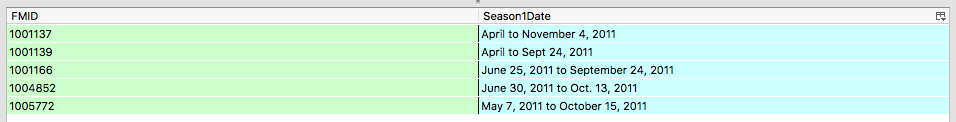 FMID Season1Date
1001137 April to November 4, 2011
1001139 April to Sept 24, 2011
1001166 June 25, 2011 to September 24, 2011
1004852 June 30, 2011 to Oct. 13, 2011
1005772 May 7, 2011 to October 15, 2011